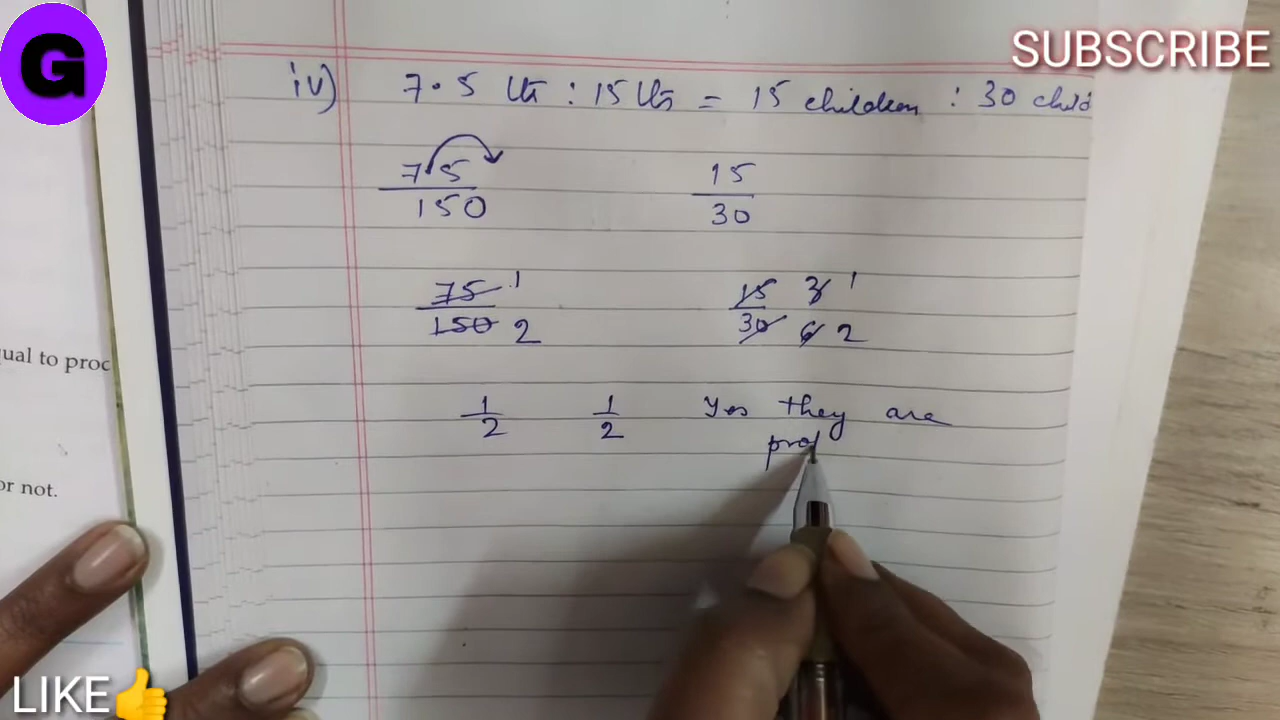 G
SUBSCRIBE
iv) 7.5 lts : 15 lts = 15 children : 30 child
7.5 15
150 30
75 1 15 3 1
150 2 30 6 2
1 1 Yes they are
2 2 prop
ual to proc
or not.
LIKE👍